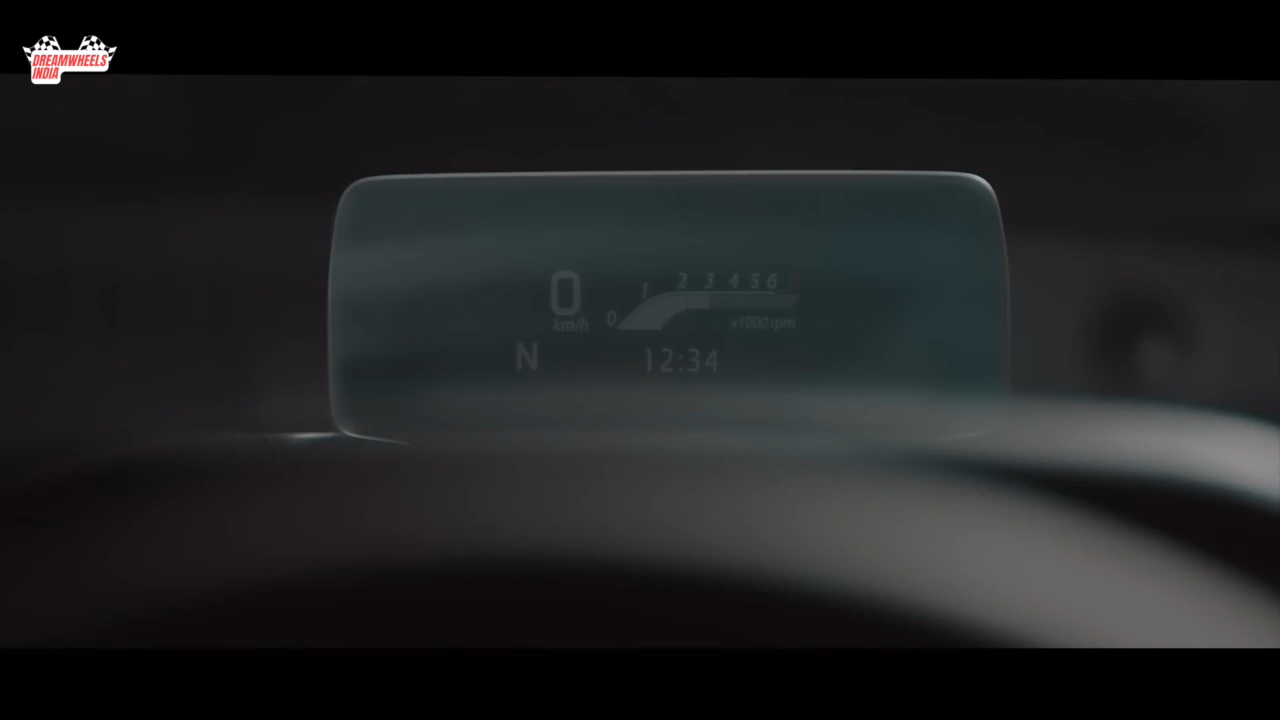 DREAMWHEELS
INDIA
0
km/h
0 1 2 3 4 5 6
x1000 rpm
N
12:34